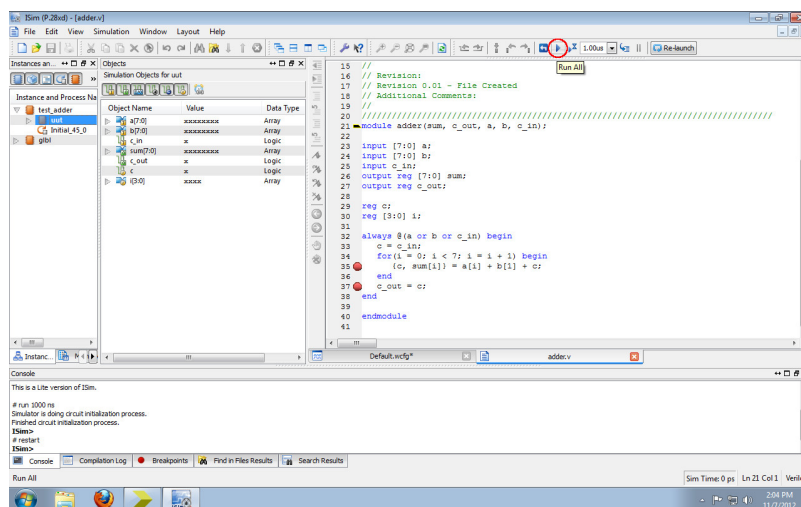 ISim (P.28xd) - [adder.v]
File Edit View Simulation Window Layout Help
1.00us Re-launch
Run All
Instances an...
Objects
Simulation Objects for uut
Instance and Process Na
test_adder
uut
Initial_45_0
glbl
Object Name Value Data Type
a[7:0] xxxxxxxx Array
b[7:0] xxxxxxxx Array
c_in x Logic
sum[7:0] xxxxxxxx Array
c_out x Logic
c x Logic
i[3:0] xxxx Array
15 //
16 // Revision:
17 // Revision 0.01 - File Created
18 // Additional Comments:
19 //
20 ////////////////////////////////////////////////////////////////////////////////
21 module adder(sum, c_out, a, b, c_in);
22
23 input [7:0] a;
24 input [7:0] b;
25 input c_in;
26 output reg [7:0] sum;
27 output reg c_out;
28
29 reg c;
30 reg [3:0] i;
31
32 always @(a or b or c_in) begin
33 c = c_in;
34 for(i = 0; i < 7; i = i + 1) begin
35 {c, sum[i]} = a[i] + b[i] + c;
36 end
37 c_out = c;
38 end
39
40 endmodule
41
Instanc...
Default.wcfg*
adder.v
Console
This is a Lite version of ISim.
# run 1000 ns
Simulator is doing circuit initialization process.
Finished circuit initialization process.
ISim>
# restart
ISim>
Console Compilation Log Breakpoints Find in Files Results Search Results
Run All
Sim Time: 0 ps Ln 21 Col 1 Veril
2:04 PM
11/7/2012